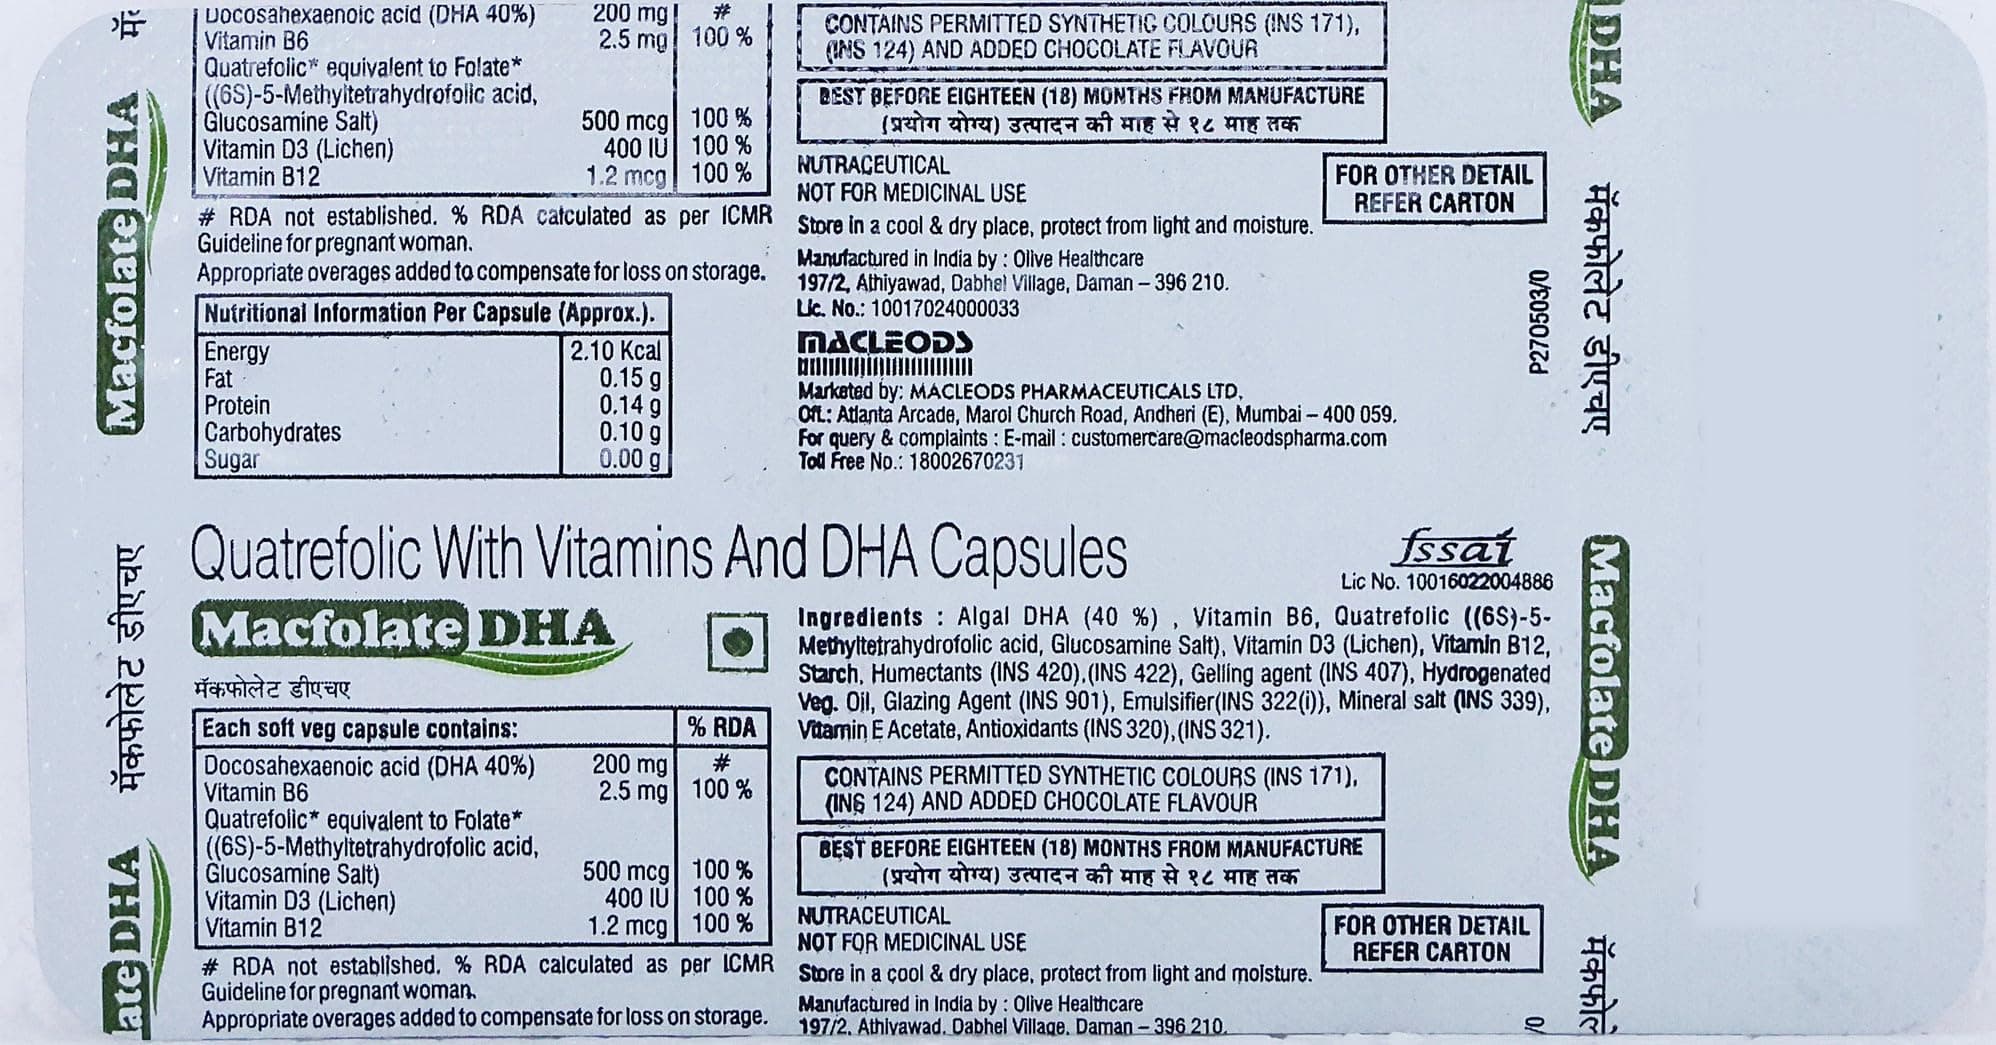 Docosahexaenoic acid (DHA 40%) 200 mg #
Vitamin B6 2.5 mg 100 %
Quatrefolic* equivalent to Folate*
((6S)-5-Methyltetrahydrofolic acid,
Glucosamine Salt) 500 mcg 100 %
Vitamin D3 (Lichen) 400 IU 100 %
Vitamin B12 1.2 mcg 100 %
# RDA not established. % RDA calculated as per ICMR
Guideline for pregnant woman.
Appropriate overages added to compensate for loss on storage.
Nutritional Information Per Capsule (Approx.).
Energy 2.10 Kcal
Fat 0.15 g
Protein 0.14 g
Carbohydrates 0.10 g
Sugar 0.00 g
CONTAINS PERMITTED SYNTHETIC COLOURS (INS 171),
(INS 124) AND ADDED CHOCOLATE FLAVOUR
BEST BEFORE EIGHTEEN (18) MONTHS FROM MANUFACTURE
(प्रयोग योग्य) उत्पादन की माह से १८ माह तक
NUTRACEUTICAL
NOT FOR MEDICINAL USE
FOR OTHER DETAIL
REFER CARTON
Store in a cool & dry place, protect from light and moisture.
Manufactured in India by : Olive Healthcare
197/2, Athiyawad, Dabhel Village, Daman – 396 210.
Lic. No.: 10017024000033
MACLEODS
Marketed by: MACLEODS PHARMACEUTICALS LTD,
Off.: Atlanta Arcade, Marol Church Road, Andheri (E), Mumbai – 400 059.
For query & complaints : E-mail : customercare@macleodspharma.com
Toll Free No.: 18002670231
P270503/0
Macfolate DHA
मॅकफोलेट डीएचए
ate DHA
DHA
मॅकफोलेट डीएचए
Macfolate DHA
मॅकफोले
Quatrefolic With Vitamins And DHA Capsules
fssai
Lic No. 10016022004886
Macfolate DHA
मॅकफोलेट डीएचए
Each soft veg capsule contains: % RDA
Docosahexaenoic acid (DHA 40%) 200 mg #
Vitamin B6 2.5 mg 100 %
Quatrefolic* equivalent to Folate*
((6S)-5-Methyltetrahydrofolic acid,
Glucosamine Salt) 500 mcg 100 %
Vitamin D3 (Lichen) 400 IU 100 %
Vitamin B12 1.2 mcg 100 %
# RDA not established. % RDA calculated as per ICMR
Guideline for pregnant woman.
Appropriate overages added to compensate for loss on storage.
Ingredients : Algal DHA (40 %) , Vitamin B6, Quatrefolic ((6S)-5-
Methyltetrahydrofolic acid, Glucosamine Salt), Vitamin D3 (Lichen), Vitamin B12,
Starch, Humectants (INS 420),(INS 422), Gelling agent (INS 407), Hydrogenated
Veg. Oil, Glazing Agent (INS 901), Emulsifier(INS 322(i)), Mineral salt (INS 339),
Vitamin E Acetate, Antioxidants (INS 320),(INS 321).
CONTAINS PERMITTED SYNTHETIC COLOURS (INS 171),
(INS 124) AND ADDED CHOCOLATE FLAVOUR
BEST BEFORE EIGHTEEN (18) MONTHS FROM MANUFACTURE
(प्रयोग योग्य) उत्पादन की माह से १८ माह तक
NUTRACEUTICAL
NOT FOR MEDICINAL USE
FOR OTHER DETAIL
REFER CARTON
Store in a cool & dry place, protect from light and moisture.
Manufactured in India by : Olive Healthcare
197/2, Athiyawad, Dabhel Village, Daman – 396 210.
/0